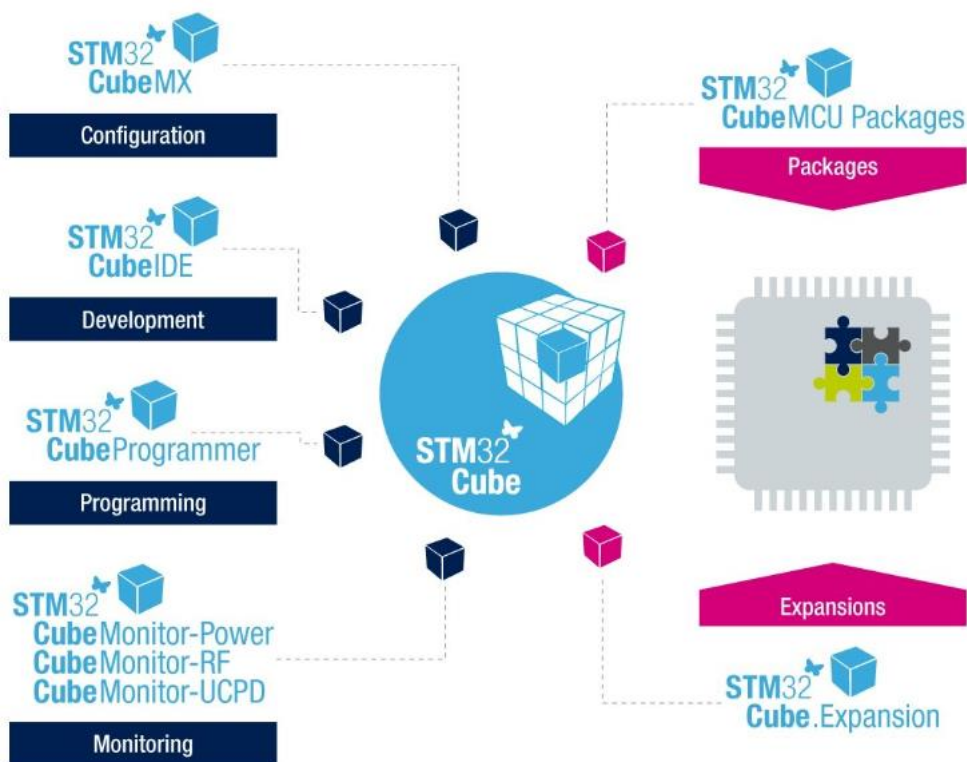 STM32
CubeMX
Configuration
STM32
CubeIDE
Development
STM32
CubeProgrammer
Programming
STM32
CubeMonitor-Power
CubeMonitor-RF
CubeMonitor-UCPD
Monitoring
STM32
Cube
STM32
CubeMCU Packages
Packages
Expansions
STM32
Cube.Expansion